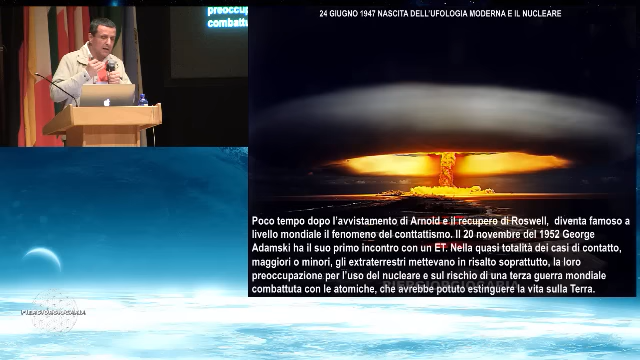 preoccup
combattu
24 GIUGNO 1947 NASCITA DELL'UFOLOGIA MODERNA E IL NUCLEARE
Poco tempo dopo l'avvistamento di Arnold e il recupero di Roswell, diventa famoso a
livello mondiale il fenomeno del conttattismo. Il 20 novembre del 1952 George
Adamski ha il suo primo incontro con un ET. Nella quasi totalità dei casi di contatto,
maggiori o minori, gli extraterrestri mettevano in risalto soprattutto, la loro
preoccupazione per l'uso del nucleare e sul rischio di una terza guerra mondiale
combattuta con le atomiche, che avrebbe potuto estinguere la vita sulla Terra.
PIERGIORGIOCARIA
PIERGIORGIOCARIA